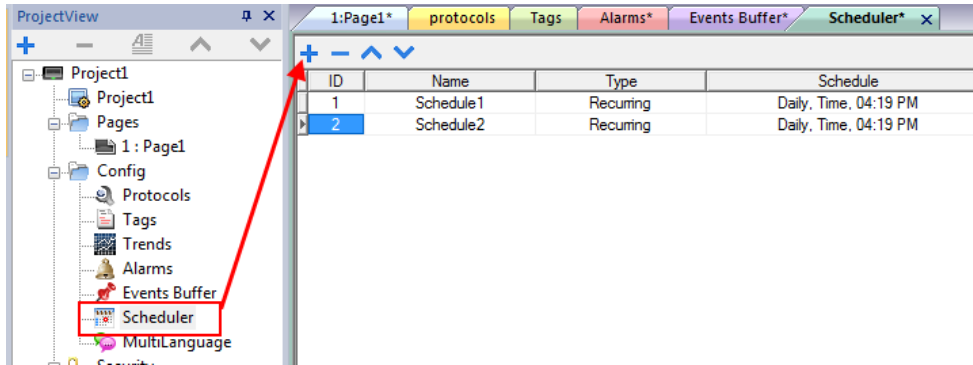 ProjectView
Project1
Project1
Pages
1 : Page1
Config
Protocols
Tags
Trends
Alarms
Events Buffer
Scheduler
MultiLanguage
Security
1:Page1* protocols Tags Alarms* Events Buffer* Scheduler*
ID Name Type Schedule
1 Schedule1 Recurring Daily, Time, 04:19 PM
2 Schedule2 Recurring Daily, Time, 04:19 PM